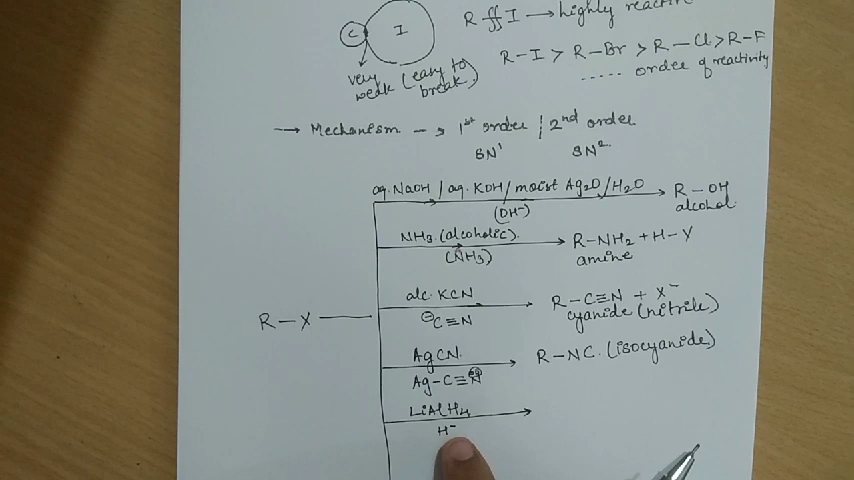 C
I
R I → highly
very weak (easy to break)
R-I > R-Br > R-Cl > R-F
..... order of reactivity
→ Mechanism → 1st order / 2nd order
SN1 SN2
aq. NaOH / aq. KOH / moist Ag2O / H2O
(OH-)
R-OH
alcohol
NH3 (alcoholic)
(NH3)
R-NH2 + H-X
amine
alc. KCN
⊖C≡N
R-C≡N + X-
cyanide (nitrile)
R-X
AgCN
Ag-C≡N
R-NC. (isocyanide)
LiAlH4
H-